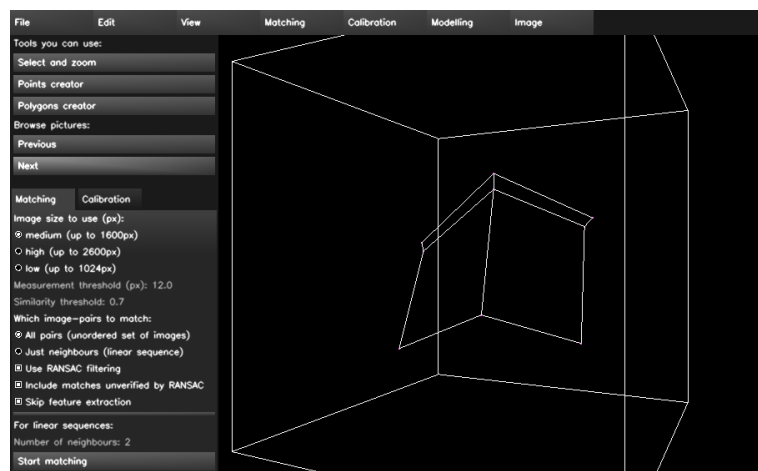 File Edit View Matching Calibration Modelling Image
Tools you can use:
Select and zoom
Points creator
Polygons creator
Browse pictures:
Previous
Next
Matching Calibration
Image size to use (px):
medium (up to 1600px)
high (up to 2600px)
low (up to 1024px)
Measurement threshold (px): 12.0
Similarity threshold: 0.7
Which image-pairs to match:
All pairs (unordered set of images)
Just neighbours (linear sequence)
Use RANSAC filtering
Include matches unverified by RANSAC
Skip feature extraction
For linear sequences:
Number of neighbours: 2
Start matching